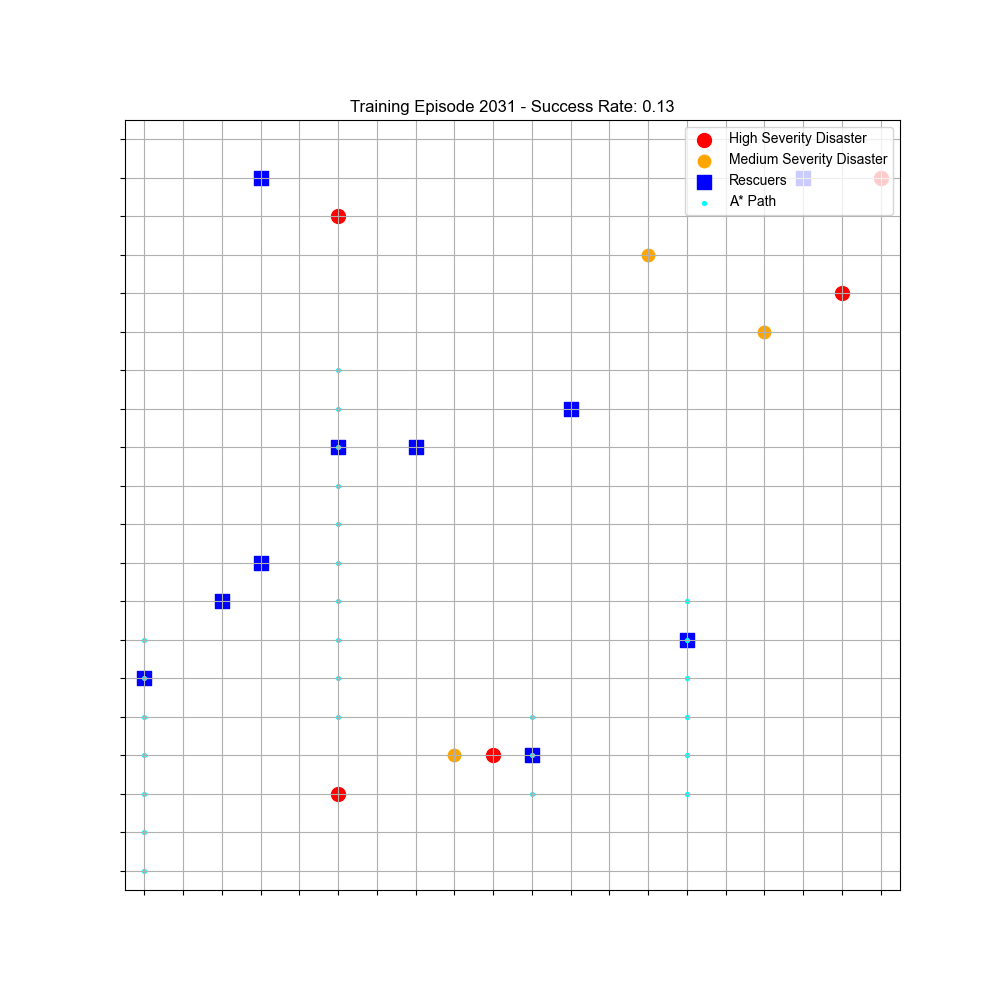 Training Episode 2031 - Success Rate: 0.13
High Severity Disaster
Medium Severity Disaster
Rescuers
A* Path